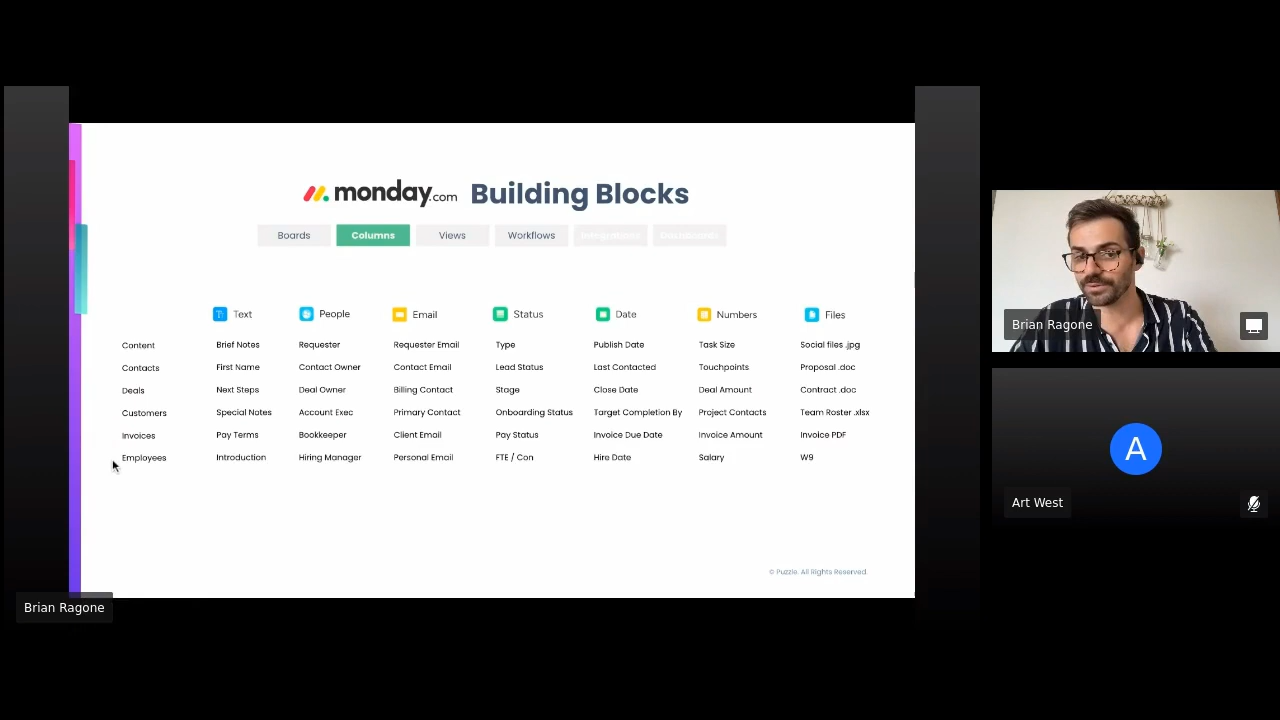 monday.com Building Blocks
Boards Columns Views Workflows Integrations Dashboards
Text People Email Status Date Numbers Files
Content Brief Notes Requester Requester Email Type Publish Date Task Size Social files .jpg
Contacts First Name Contact Owner Contact Email Lead Status Last Contacted Touchpoints Proposal .doc
Deals Next Steps Deal Owner Billing Contact Stage Close Date Deal Amount Contract .doc
Customers Special Notes Account Exec Primary Contact Onboarding Status Target Completion By Project Contacts Team Roster .xlsx
Invoices Pay Terms Bookkeeper Client Email Pay Status Invoice Due Date Invoice Amount Invoice PDF
Employees Introduction Hiring Manager Personal Email FTE / Con Hire Date Salary W9
© Puzzle. All Rights Reserved.
Brian Ragone
Brian Ragone
A
Art West